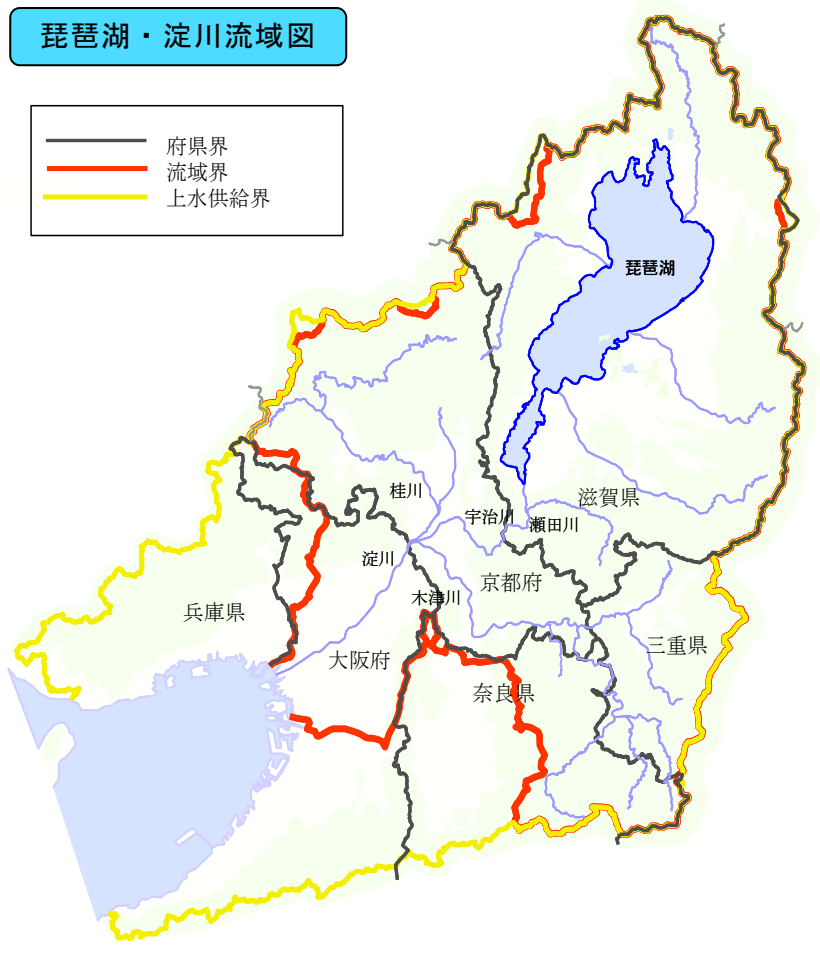 琵琶湖・淀川流域図
府県界
流域界
上水供給界
琵琶湖
桂川
宇治川
瀬田川
滋賀県
淀川
京都府
木津川
兵庫県
大阪府
三重県
奈良県